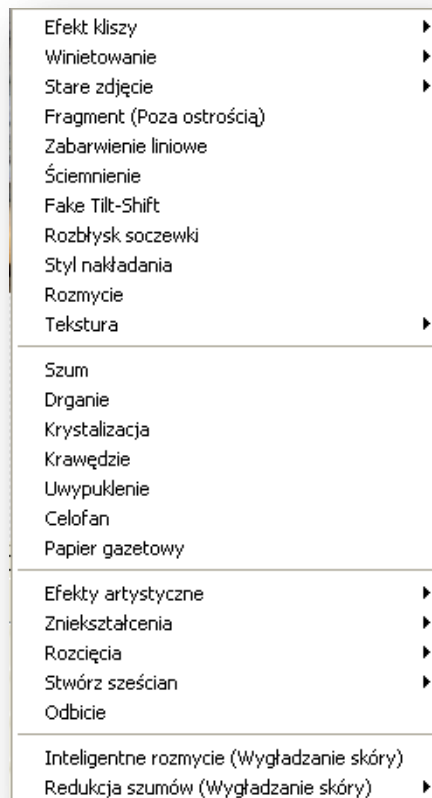 Efekt kliszy
Winietowanie
Stare zdjęcie
Fragment (Poza ostrością)
Zabarwienie liniowe
Ściemnienie
Fake Tilt-Shift
Rozbłysk soczewki
Styl nakładania
Rozmycie
Tekstura
Szum
Drganie
Krystalizacja
Krawędzie
Uwypuklenie
Celofan
Papier gazetowy
Efekty artystyczne
Zniekształcenia
Rozcięcia
Stwórz sześcian
Odbicie
Inteligentne rozmycie (Wygładzanie skóry)
Redukcja szumów (Wygładzanie skóry)